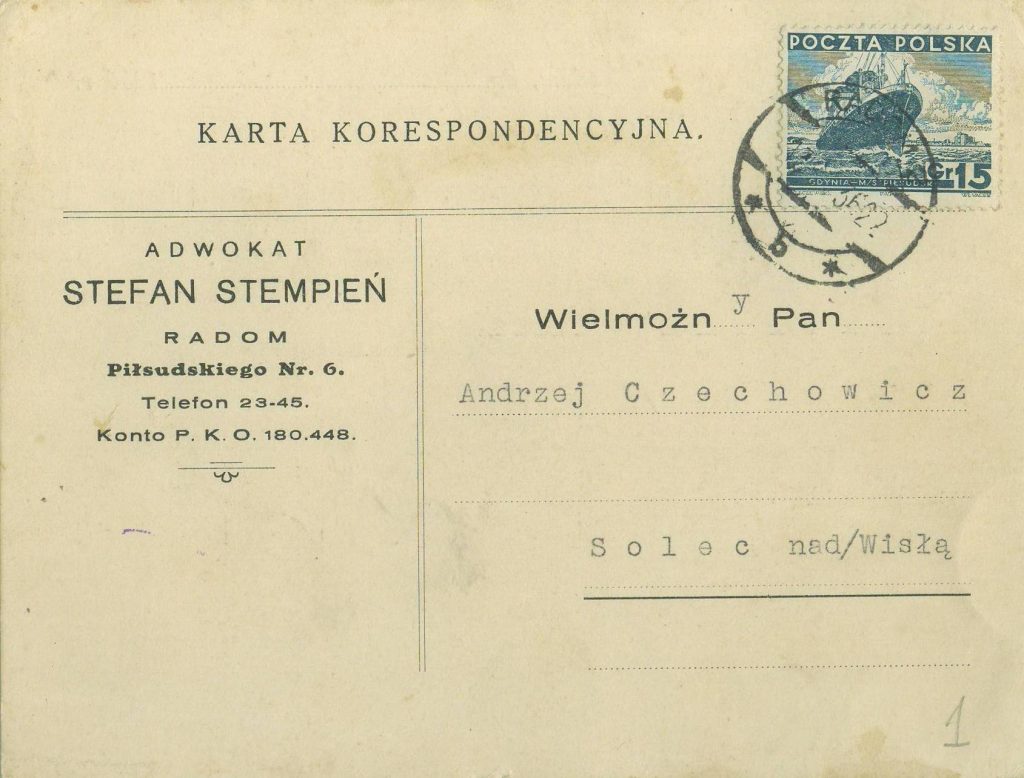 POCZTA POLSKA
KARTA KORESPONDENCYJNA.
Gr 15
GDYNIA—M/S PIŁSUDSKI
ADWOKAT
STEFAN STEMPIEŃ
RADOM
Piłsudskiego Nr. 6.
Telefon 23-45.
Konto P. K. O. 180.448.
b
Wielmożny Pan
Andrzej Czechowicz
Solec nad/Wisłą
1